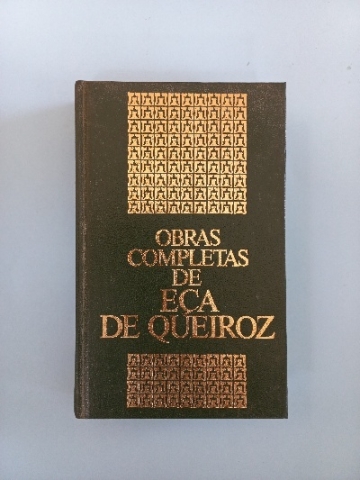 OBRAS
COMPLETAS
DE
EÇA
DE QUEIROZ